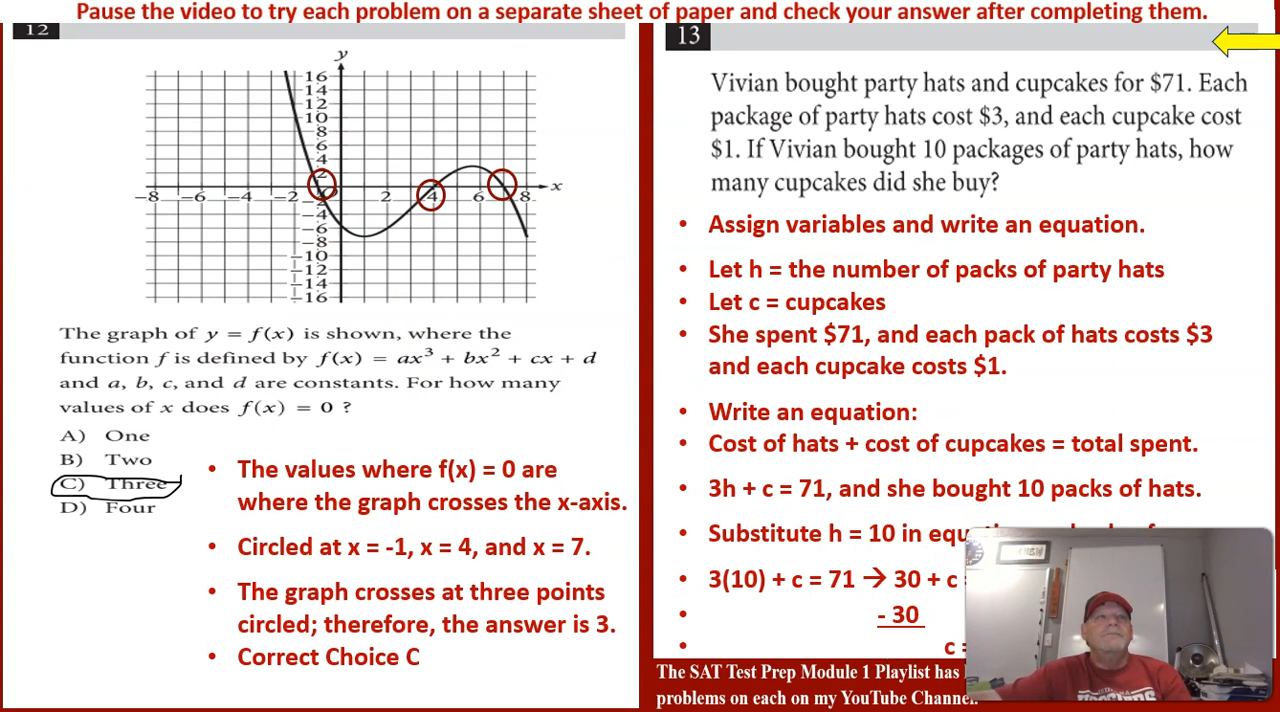 Pause the video to try each problem on a separate sheet of paper and check your answer after completing them.
12
y
16
14
12
10
8
6
4
2
-8 -6 -4 -2 2 4 6 8 x
-2
-4
-6
-8
-10
-12
-14
-16
The graph of y = f(x) is shown, where the
function f is defined by f(x) = ax³ + bx² + cx + d
and a, b, c, and d are constants. For how many
values of x does f(x) = 0 ?
A) One
B) Two
C) Three
D) Four
• The values where f(x) = 0 are
where the graph crosses the x-axis.
• Circled at x = -1, x = 4, and x = 7.
• The graph crosses at three points
circled; therefore, the answer is 3.
• Correct Choice C
13
Vivian bought party hats and cupcakes for $71. Each
package of party hats cost $3, and each cupcake cost
$1. If Vivian bought 10 packages of party hats, how
many cupcakes did she buy?
• Assign variables and write an equation.
• Let h = the number of packs of party hats
• Let c = cupcakes
• She spent $71, and each pack of hats costs $3
and each cupcake costs $1.
• Write an equation:
• Cost of hats + cost of cupcakes = total spent.
• 3h + c = 71, and she bought 10 packs of hats.
• Substitute h = 10 in
• 3(10) + c = 71 → 30 + c
• - 30
• c =
The SAT Test Prep Module 1 Playlist has
problems on each on my YouTube Channel